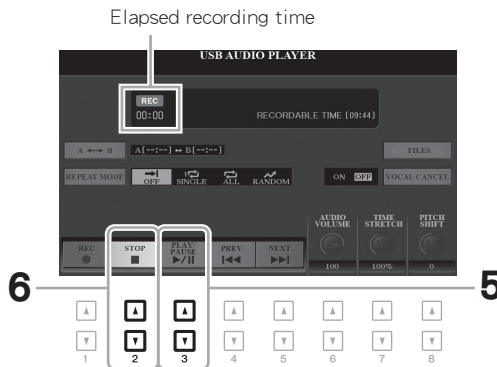 Elapsed recording time
USB AUDIO PLAYER
REC
00:00
RECORDABLE TIME [09:44]
A ↔ B
A[--:--] ↔ B[--:--]
FILES
REPEAT MODE
OFF
1 SINGLE
ALL
RANDOM
ON OFF
VOCAL CANCEL
AUDIO VOLUME
TIME STRETCH
PITCH SHIFT
REC
STOP
PLAY/PAUSE
PREV
NEXT
100
100%
0
6
5
1 2 3 4 5 6 7 8